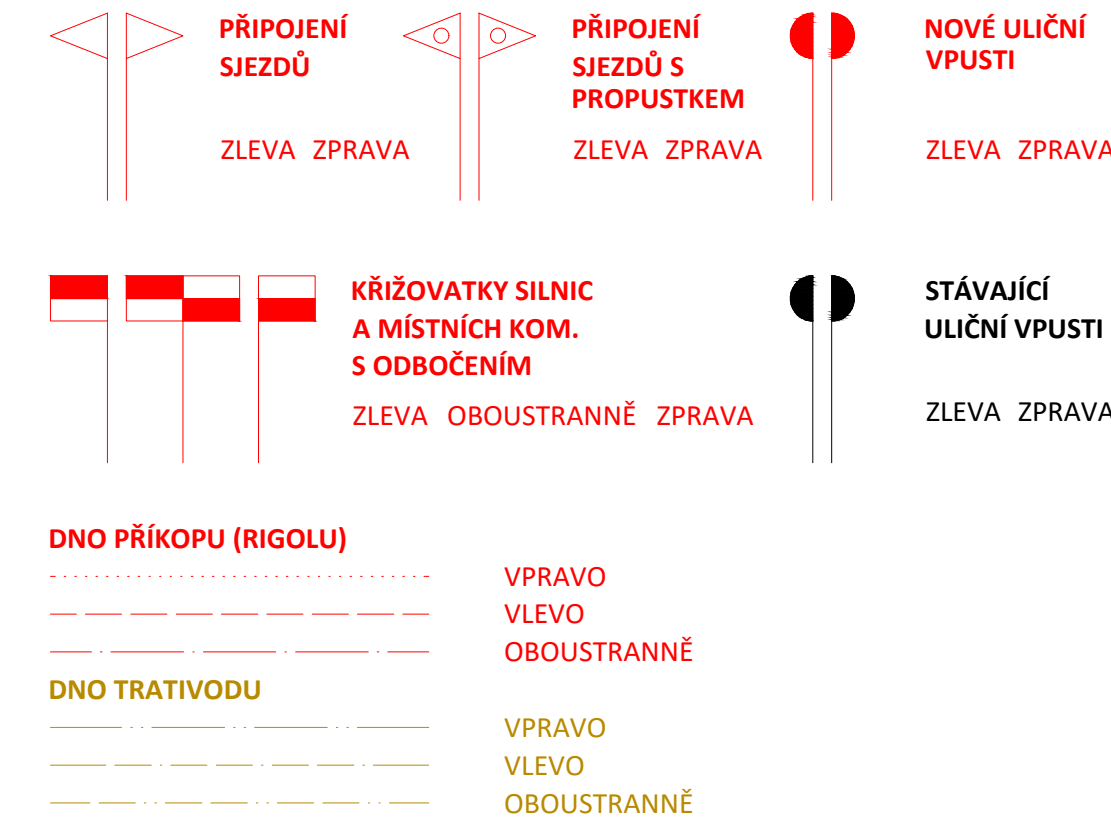 PŘIPOJENÍ
SJEZDŮ
ZLEVA ZPRAVA
PŘIPOJENÍ
SJEZDŮ S
PROPUSTKEM
ZLEVA ZPRAVA
NOVÉ ULIČNÍ
VPUSTI
ZLEVA ZPRAVA
KŘIŽOVATKY SILNIC
A MÍSTNÍCH KOM.
S ODBOČENÍM
ZLEVA OBOUSTRANNĚ ZPRAVA
STÁVAJÍCÍ
ULIČNÍ VPUSTI
ZLEVA ZPRAVA
DNO PŘÍKOPU (RIGOLU)
VPRAVO
VLEVO
OBOUSTRANNĚ
DNO TRATIVODU
VPRAVO
VLEVO
OBOUSTRANNĚ